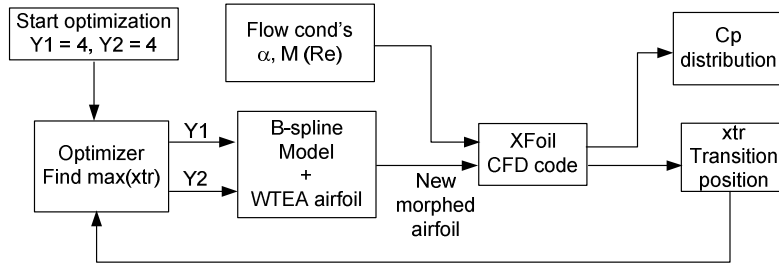 Start optimization
Y1 = 4, Y2 = 4
Flow cond's
α, M (Re)
Cp
distribution
Optimizer
Find max(xtr)
Y1
Y2
B-spline
Model
+
WTEA airfoil
New
morphed
airfoil
XFoil
CFD code
xtr
Transition
position